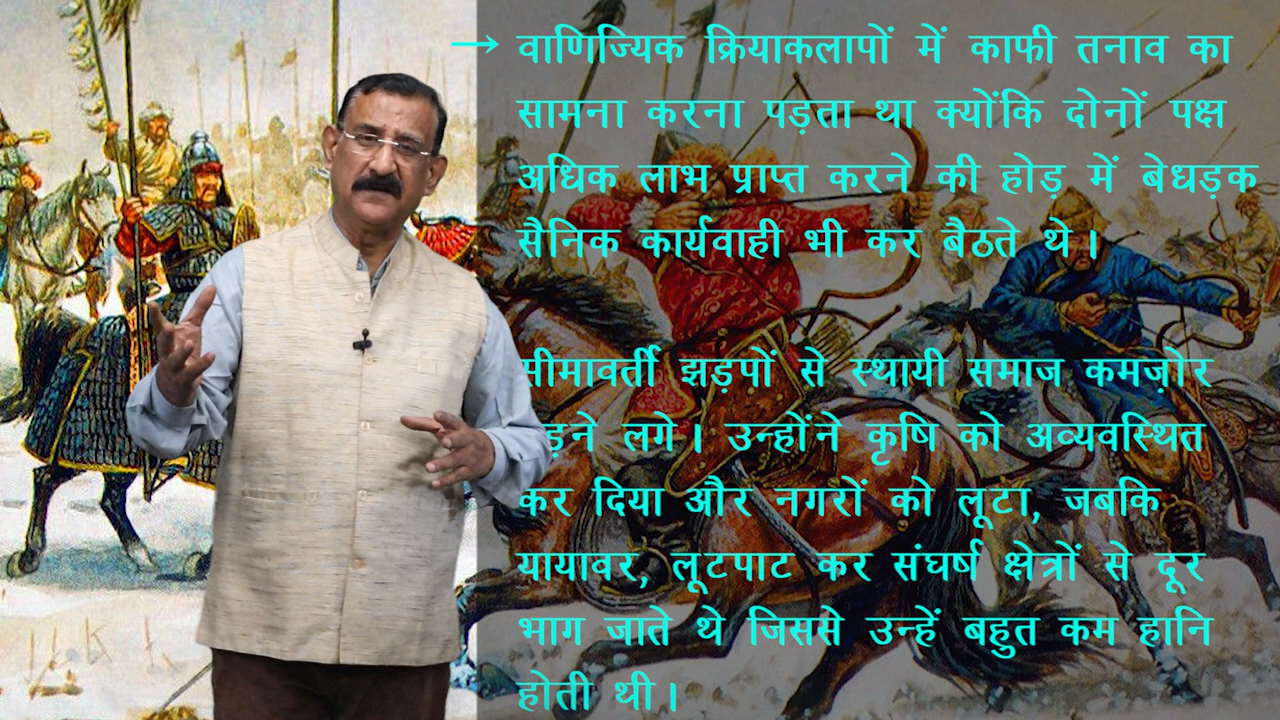 → वाणिज्यिक क्रियाकलापों में काफी तनाव का
सामना करना पड़ता था क्योंकि दोनों पक्ष
अधिक लाभ प्राप्त करने की होड़ में बेधड़क
सैनिक कार्यवाही भी कर बैठते थे।
सीमावर्ती झड़पों से स्थायी समाज कमज़ोर
पड़ने लगे। उन्होंने कृषि को अव्यवस्थित
कर दिया और नगरों को लूटा, जबकि
यायावर, लूटपाट कर संघर्ष क्षेत्रों से दूर
भाग जाते थे जिससे उन्हें बहुत कम हानि
होती थी।